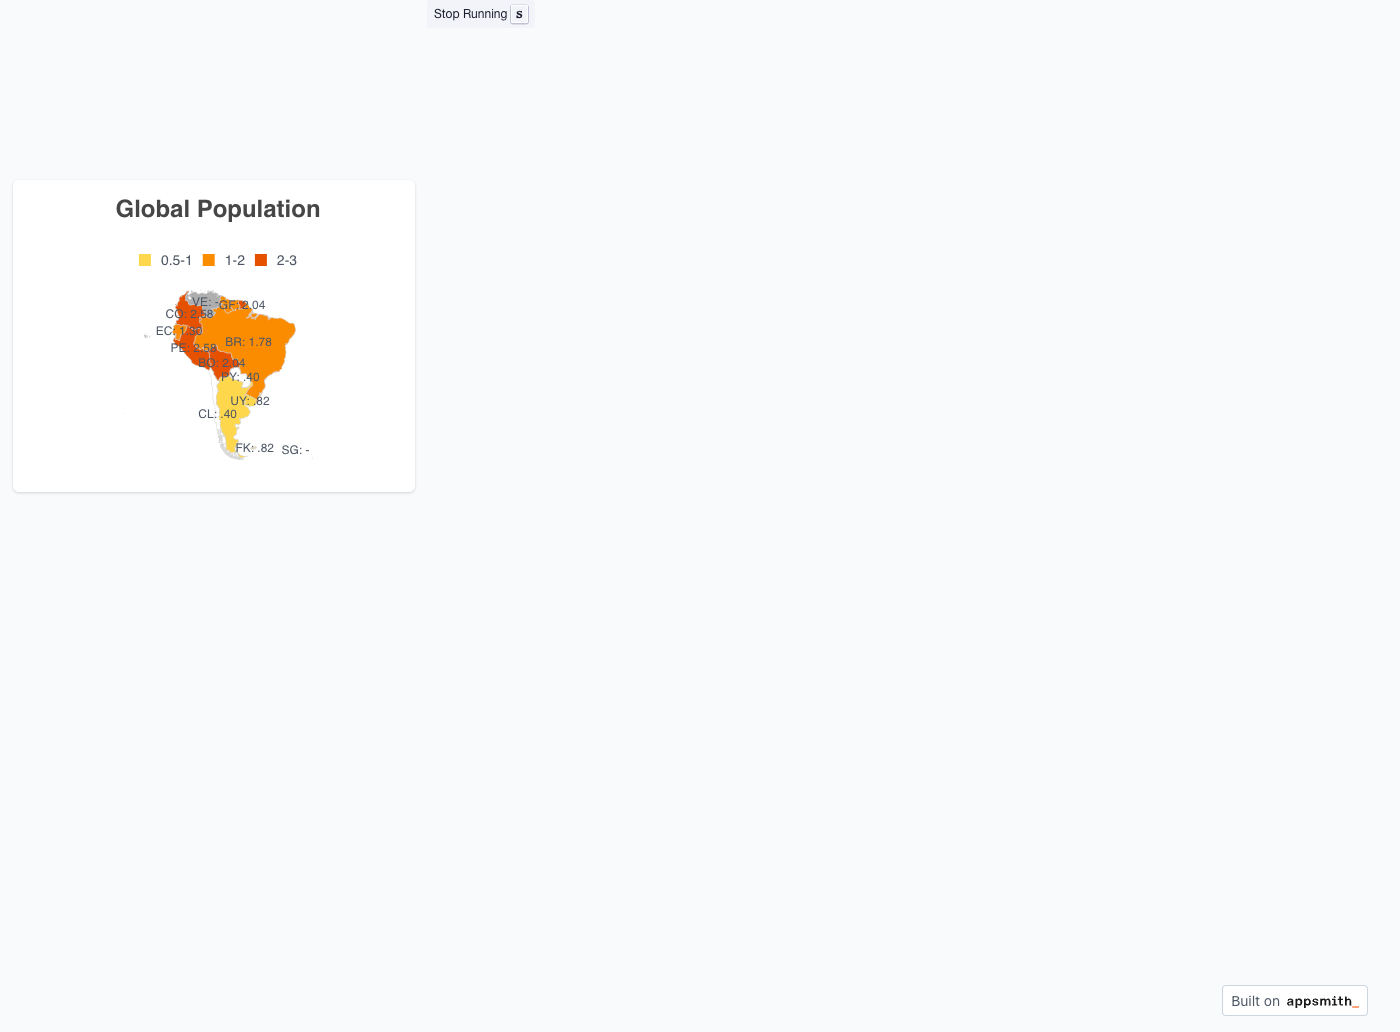 Stop Running s
Global Population
0.5-1 1-2 2-3
VE: -
GF: 2.04
CO: 2.58
EC: 1.30
BR: 1.78
PE: 2.58
BO: 2.04
PY: .40
UY: .82
CL: .40
FK: .82
SG: -
Built on appsmith_